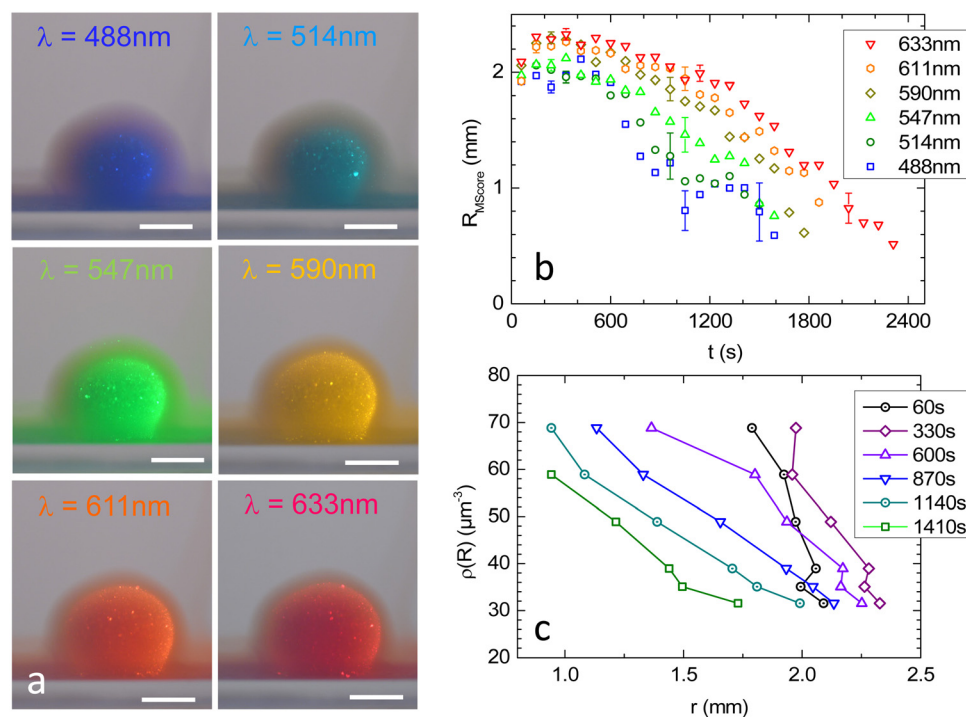 λ = 488nm
λ = 514nm
λ = 547nm
λ = 590nm
λ = 611nm
λ = 633nm
a
2
1
0
R_MScore (mm)
633nm
611nm
590nm
547nm
514nm
488nm
b
0 600 1200 1800 2400
t (s)
80
70
60
50
40
30
20
ρ(R) (μm⁻³)
60s
330s
600s
870s
1140s
1410s
c
1.0 1.5 2.0 2.5
r (mm)